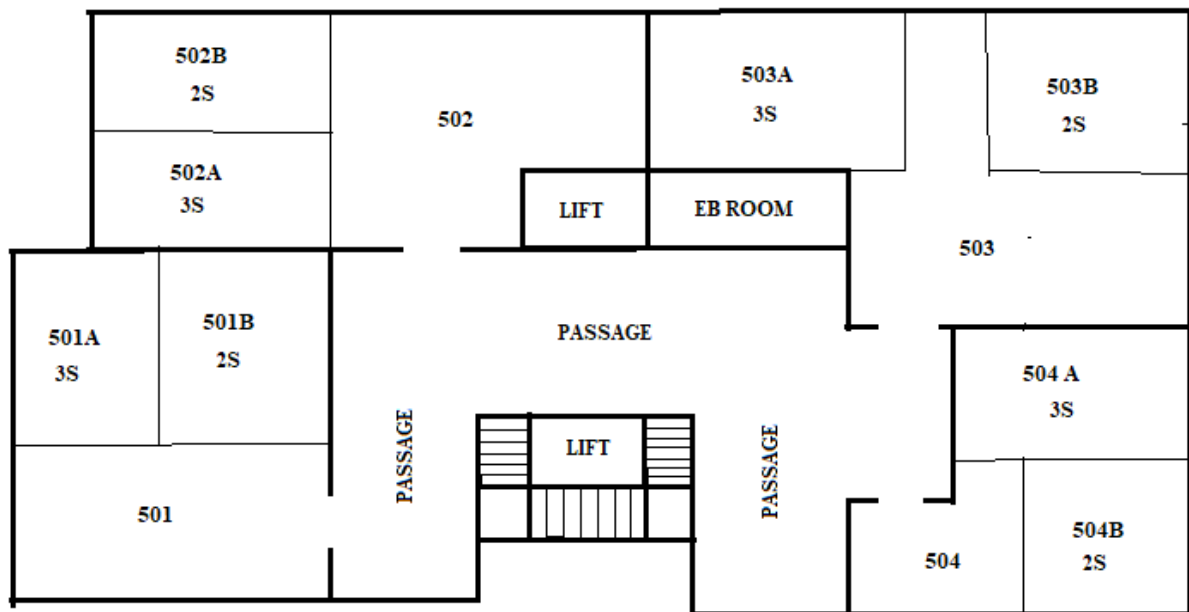 502B
2S
502A
3S
502
503A
3S
503B
2S
LIFT
EB ROOM
503
501A
3S
501B
2S
PASSAGE
504 A
3S
PASSAGE
LIFT
PASSAGE
501
504
504B
2S